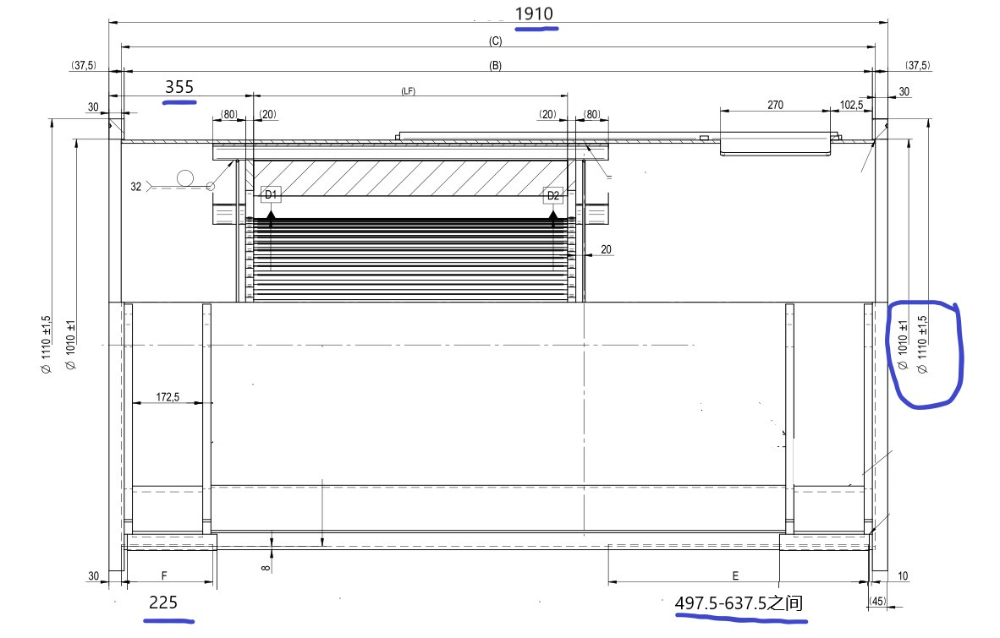 1910
(C)
(37,5) (B) (37,5)
355 (LF) 30
30 (80) (20) (20) (80) 270 102,5
32 D1 D2
20
Ø 1110 ±1,5
Ø 1010 ±1
Ø 1010 ±1
Ø 1110 ±1,5
172,5
8
30 F E 10
225 497.5-637.5之间 (45)